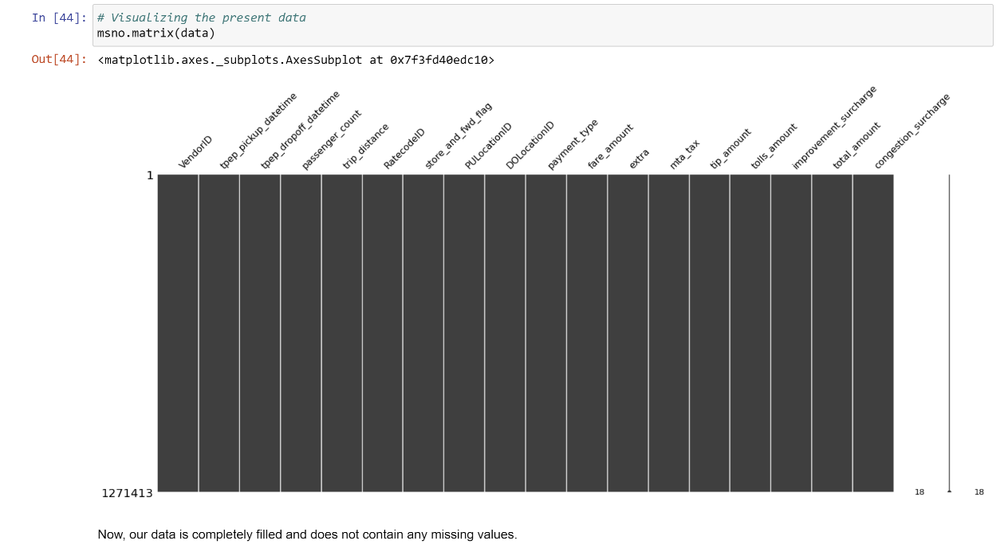 In [44]: # Visualizing the present data
msno.matrix(data)
Out[44]: <matplotlib.axes._subplots.AxesSubplot at 0x7f3fd40edc10>
VendorID
tpep_pickup_datetime
tpep_dropoff_datetime
passenger_count
trip_distance
RatecodeID
store_and_fwd_flag
PULocationID
DOLocationID
payment_type
fare_amount
extra
mta_tax
tip_amount
tolls_amount
improvement_surcharge
total_amount
congestion_surcharge
1
1271413
18 18
Now, our data is completely filled and does not contain any missing values.